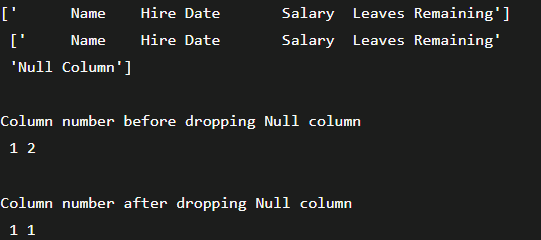 ['      Name    Hire Date       Salary  Leaves Remaining']
 ['      Name    Hire Date       Salary  Leaves Remaining'
 'Null Column']
Column number before dropping Null column
 1 2
Column number after dropping Null column
 1 1